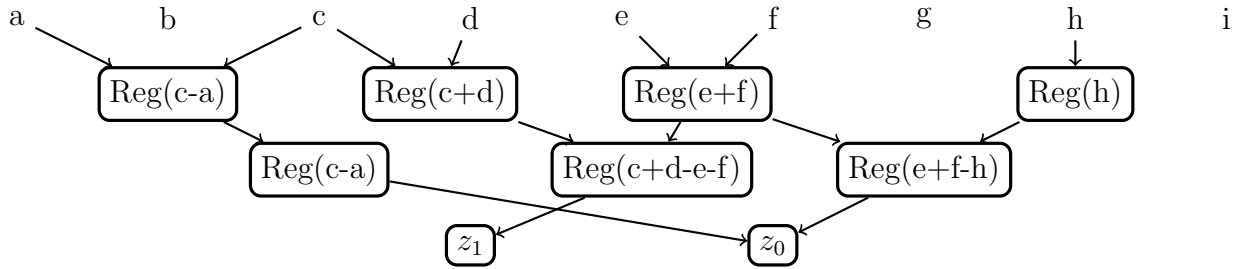 a b c d e f g h i
Reg(c-a) Reg(c+d) Reg(e+f) Reg(h)
Reg(c-a) Reg(c+d-e-f) Reg(e+f-h)
z₁ z₀